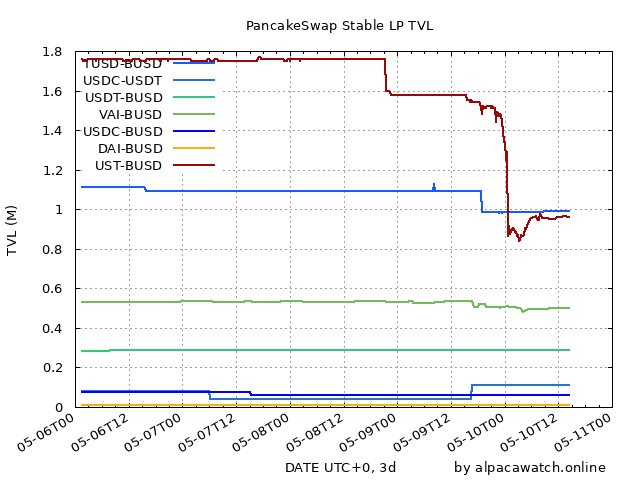 PancakeSwap Stable LP TVL
1.8
1.6
1.4
1.2
1
0.8
0.6
0.4
0.2
0
TVL (M)
TUSD-BUSD
USDC-USDT
USDT-BUSD
VAI-BUSD
USDC-BUSD
DAI-BUSD
UST-BUSD
05-06T00
05-06T12
05-07T00
05-07T12
05-08T00
05-08T12
05-09T00
05-09T12
05-10T00
05-10T12
05-11T00
DATE UTC+0, 3d
by alpacawatch.online